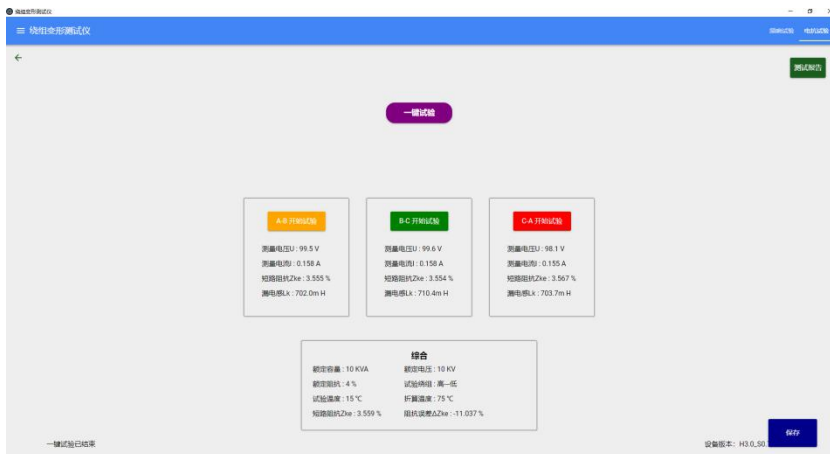 绕组变形测试仪
绕组变形测试仪
阻抗试验 电抗试验
测试报告
一键试验
A-B 开始试验
测量电压U : 99.5 V
测量电流I : 0.158 A
短路阻抗Zke : 3.555 %
漏电感Lk : 702.0m H
B-C 开始试验
测量电压U : 99.6 V
测量电流I : 0.158 A
短路阻抗Zke : 3.554 %
漏电感Lk : 710.4m H
C-A 开始试验
测量电压U : 98.1 V
测量电流I : 0.155 A
短路阻抗Zke : 3.567 %
漏电感Lk : 703.7m H
综合
额定容量 : 10 KVA 额定电压 : 10 KV
额定阻抗 : 4 % 试验绕组 : 高—低
试验温度 : 15 ℃ 折算温度 : 75 ℃
短路阻抗Zke : 3.559 % 阻抗误差ΔZke : -11.037 %
保存
一键试验已结束
设备版本: H3.0_S0.